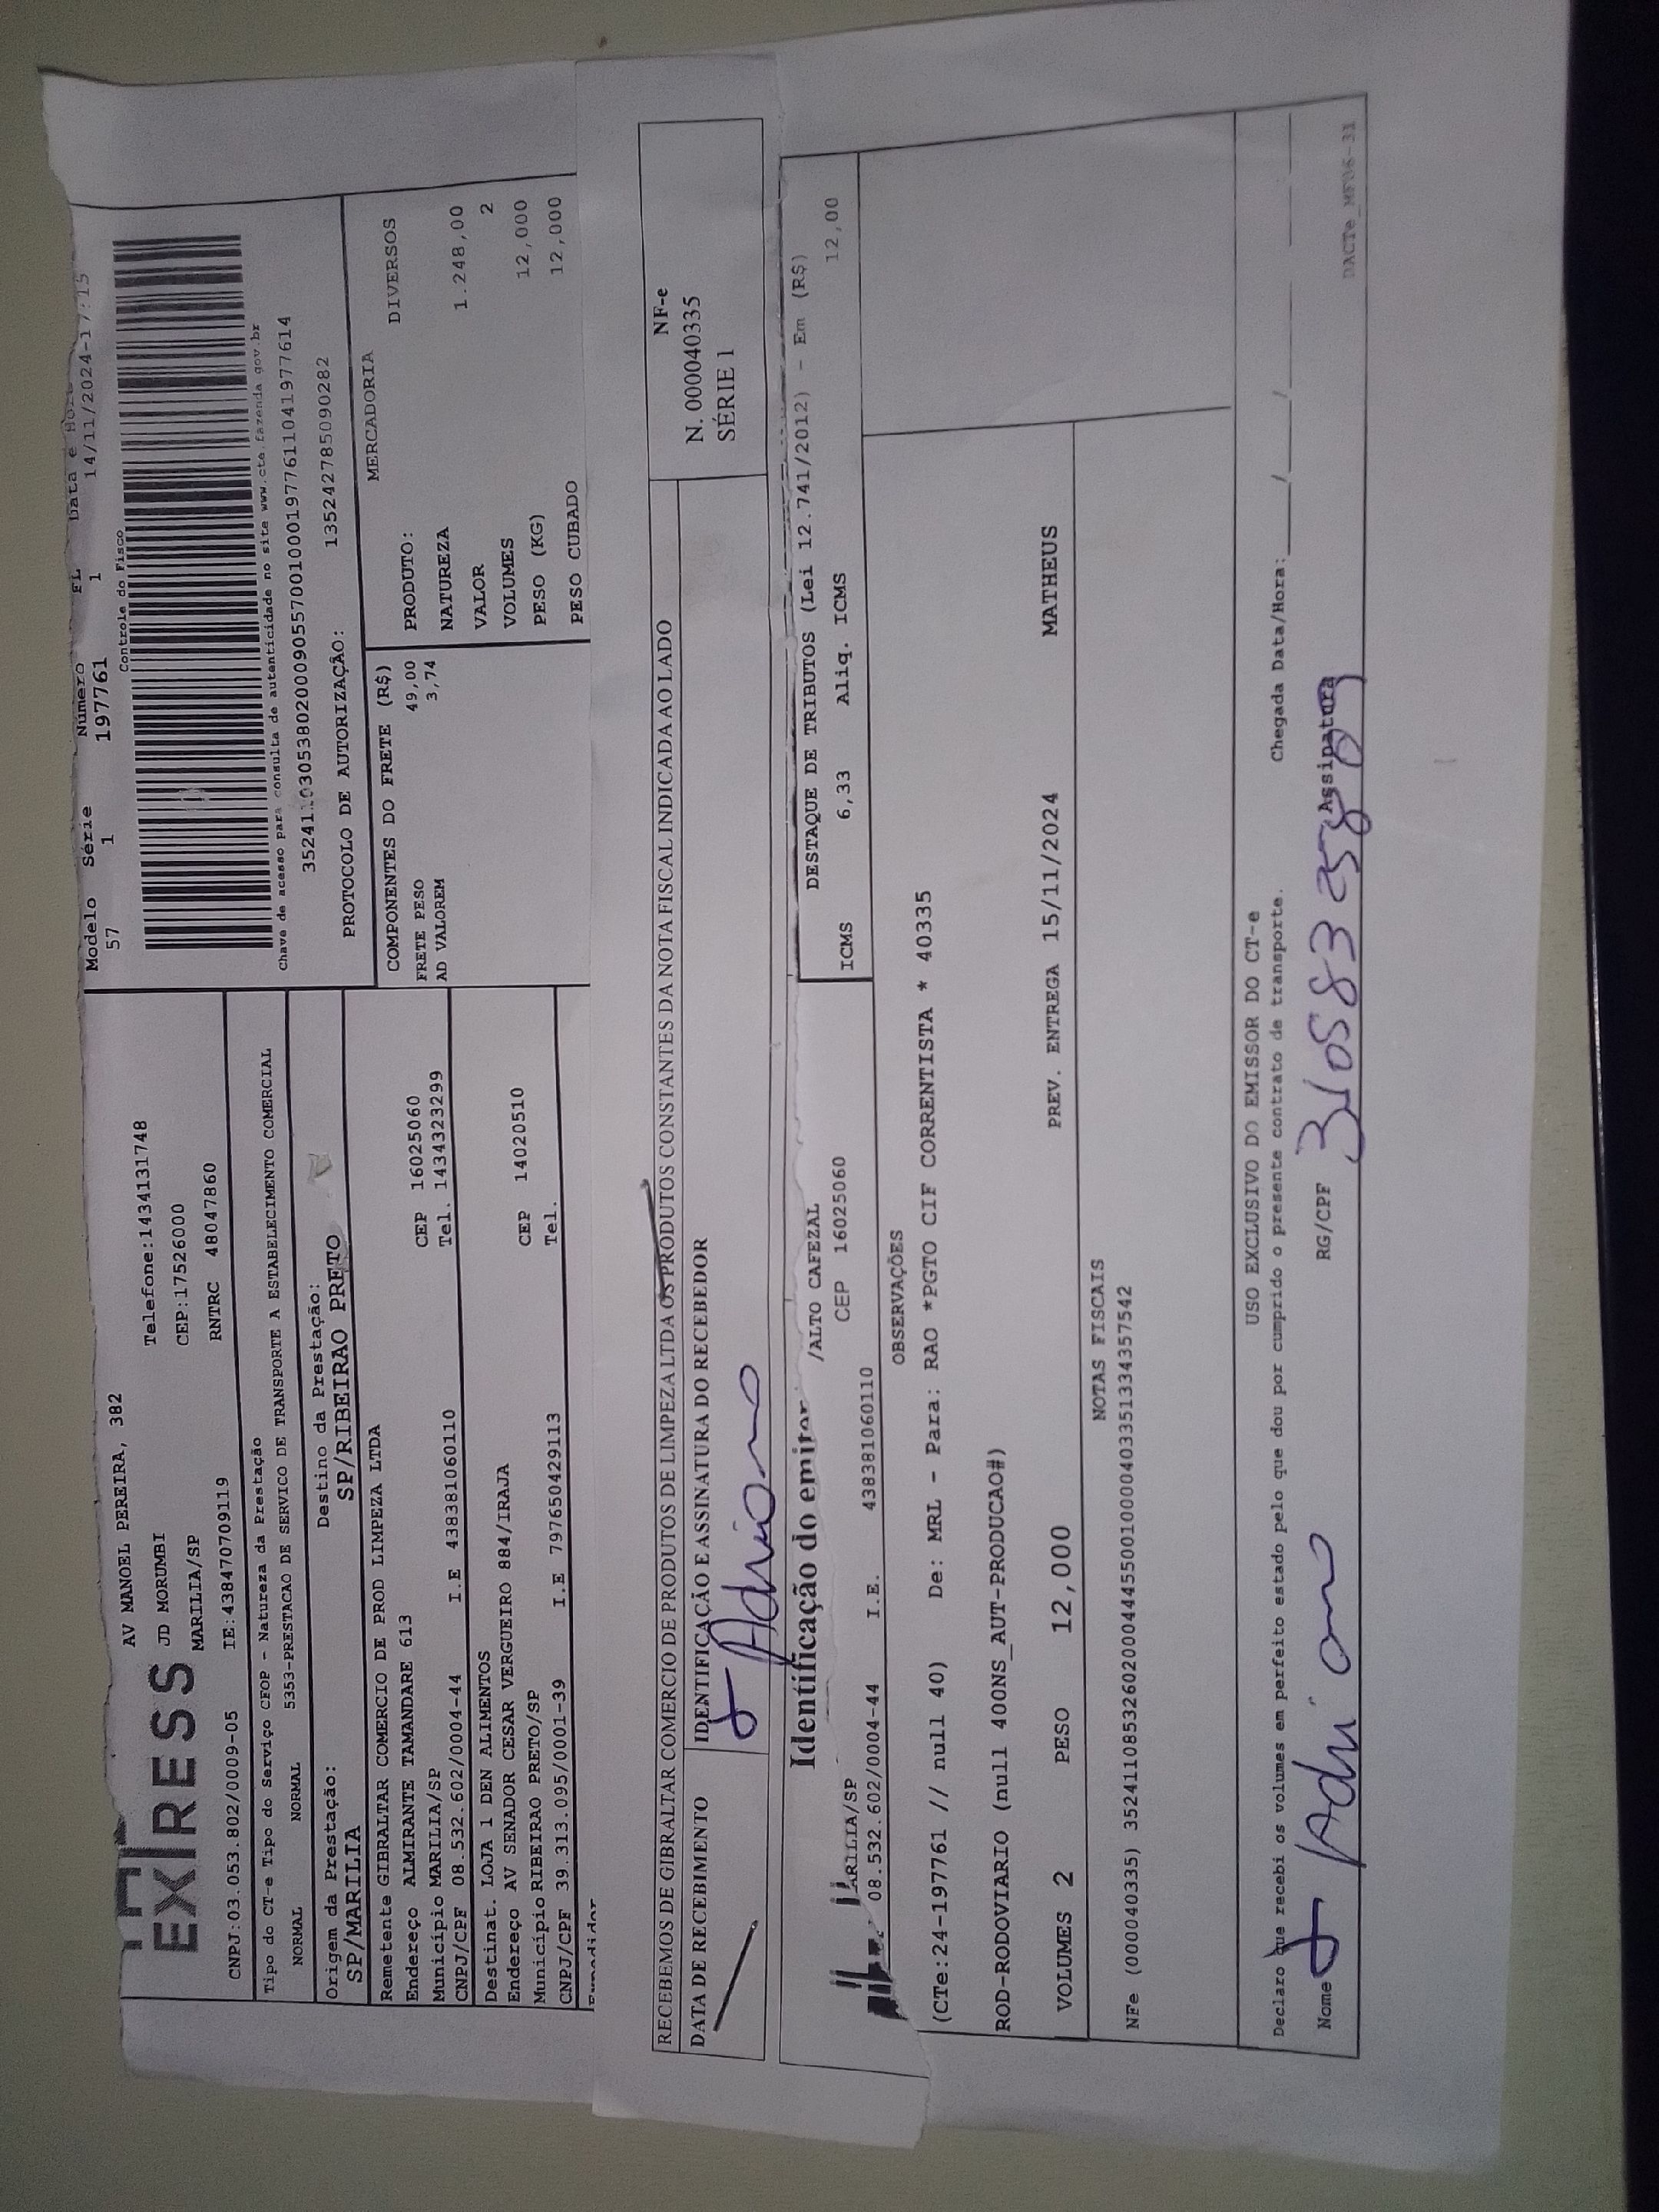 EXPRESS
AV MANOEL PEREIRA, 382
JD MORUMBI Telefone:1434131748
MARILIA/SP CEP:17526000
CNPJ:03.053.802/0009-05 IE:438470709119 RNTRC 48047860
Modelo Série Número FL Data e
57 1 197761 1 14/11/2024-17:15
Controle do Fisco
Chave de acesso para consulta de autenticidade no site www.cte.fazenda.gov.br
35241103053802000905570010001977611041977614
PROTOCOLO DE AUTORIZAÇÃO: 135242785090282
Tipo do CT-e Tipo do Serviço CFOP - Natureza da Prestação
NORMAL NORMAL 5353-PRESTACAO DE SERVICO DE TRANSPORTE A ESTABELECIMENTO COMERCIAL
Origem da Prestação: Destino da Prestação:
SP/MARILIA SP/RIBEIRAO PRETO
Remetente GIBRALTAR COMERCIO DE PROD LIMPEZA LTDA
Endereço ALMIRANTE TAMANDARE 613
Município MARILIA/SP CEP 16025060
CNPJ/CPF 08.532.602/0004-44 I.E 438381060110 Tel. 1434323299
Destinat. LOJA 1 DEN ALIMENTOS
Endereço AV SENADOR CESAR VERGUEIRO 884/IRAJA
Município RIBEIRAO PRETO/SP CEP 14020510
CNPJ/CPF 39.313.095/0001-39 I.E 797650429113 Tel.
COMPONENTES DO FRETE (R$)
FRETE PESO 49,00
AD VALOREM 3,74
MERCADORIA
PRODUTO: DIVERSOS
NATUREZA
VALOR 1.248,00
VOLUMES 2
PESO (KG) 12,000
PESO CUBADO 12,000
RECEBEMOS DE GIBRALTAR COMERCIO DE PRODUTOS DE LIMPEZA LTDA OS PRODUTOS CONSTANTES DA NOTA FISCAL INDICADA AO LADO
DATA DE RECEBIMENTO IDENTIFICAÇÃO E ASSINATURA DO RECEBEDOR
Adriano
NF-e
N. 000040335
SÉRIE 1
Identificação do emitor
/ALTO CAFEZAL
ARILIA/SP CEP 16025060
08.532.602/0004-44 I.E. 438381060110
DESTAQUE DE TRIBUTOS (Lei 12.741/2012) - Em (R$)
ICMS 6,33 Aliq. ICMS 12,00
OBSERVAÇÕES
(CTe:24-197761 // null 40) De: MRL - Para: RAO *PGTO CIF CORRENTISTA * 40335
ROD-RODOVIARIO (null 400NS_AUT-PRODUCAO#)
VOLUMES 2 PESO 12,000 PREV. ENTREGA 15/11/2024 MATHEUS
NOTAS FISCAIS
NFe (000040335) 35241108532602000444550010000403351334357542
USO EXCLUSIVO DO EMISSOR DO CT-e
Declaro que recebi os volumes em perfeito estado pelo que dou por cumprido o presente contrato de transporte. Chegada Data/Hora:___/___/___
Nome Adriano RG/CPF Assinatura
DACTe_MF06-31